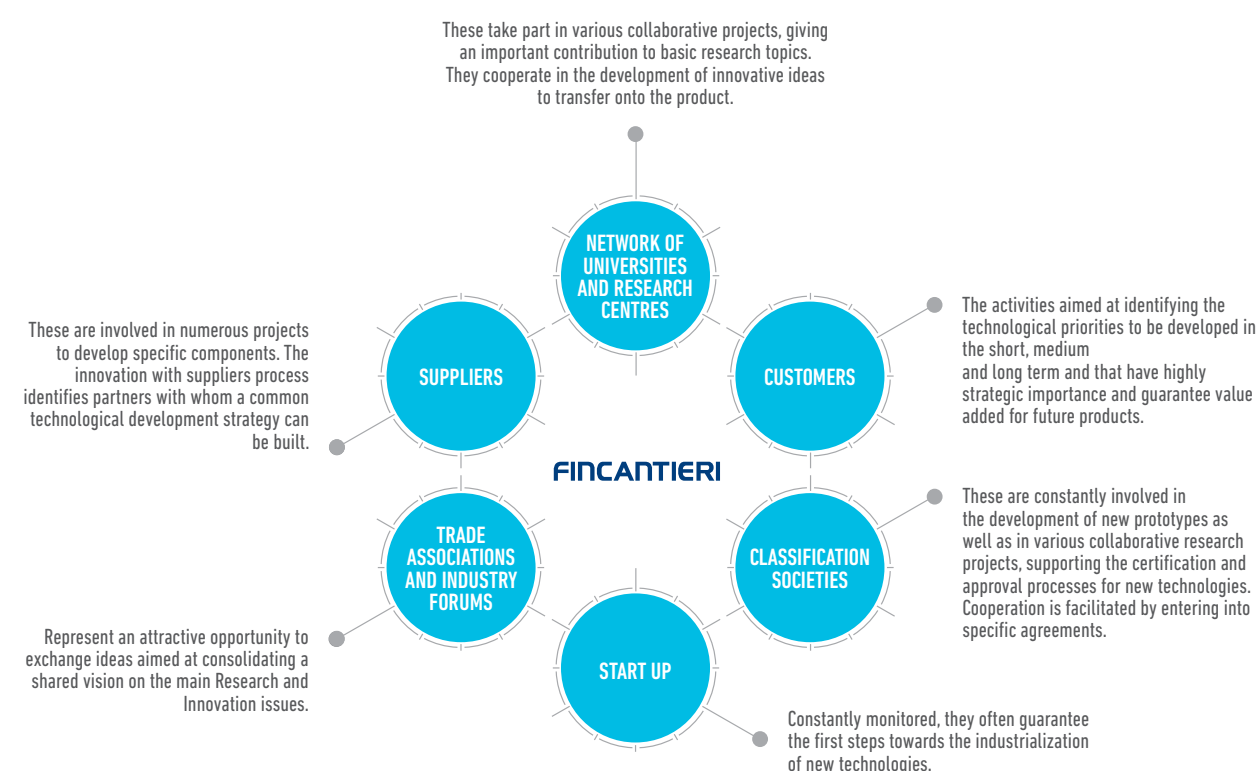 These take part in various collaborative projects, giving
an important contribution to basic research topics.
They cooperate in the development of innovative ideas
to transfer onto the product.
NETWORK OF
UNIVERSITIES
AND RESEARCH
CENTRES
These are involved in numerous projects
to develop specific components. The
innovation with suppliers process
identifies partners with whom a common
technological development strategy can
be built.
SUPPLIERS
CUSTOMERS
The activities aimed at identifying the
technological priorities to be developed in
the short, medium
and long term and that have highly
strategic importance and guarantee value
added for future products.
FINCANTIERI
TRADE
ASSOCIATIONS
AND INDUSTRY
FORUMS
CLASSIFICATION
SOCIETIES
These are constantly involved in
the development of new prototypes as
well as in various collaborative research
projects, supporting the certification and
approval processes for new technologies.
Cooperation is facilitated by entering into
specific agreements.
Represent an attractive opportunity to
exchange ideas aimed at consolidating a
shared vision on the main Research and
Innovation issues.
START UP
Constantly monitored, they often guarantee
the first steps towards the industrialization
of new technologies.